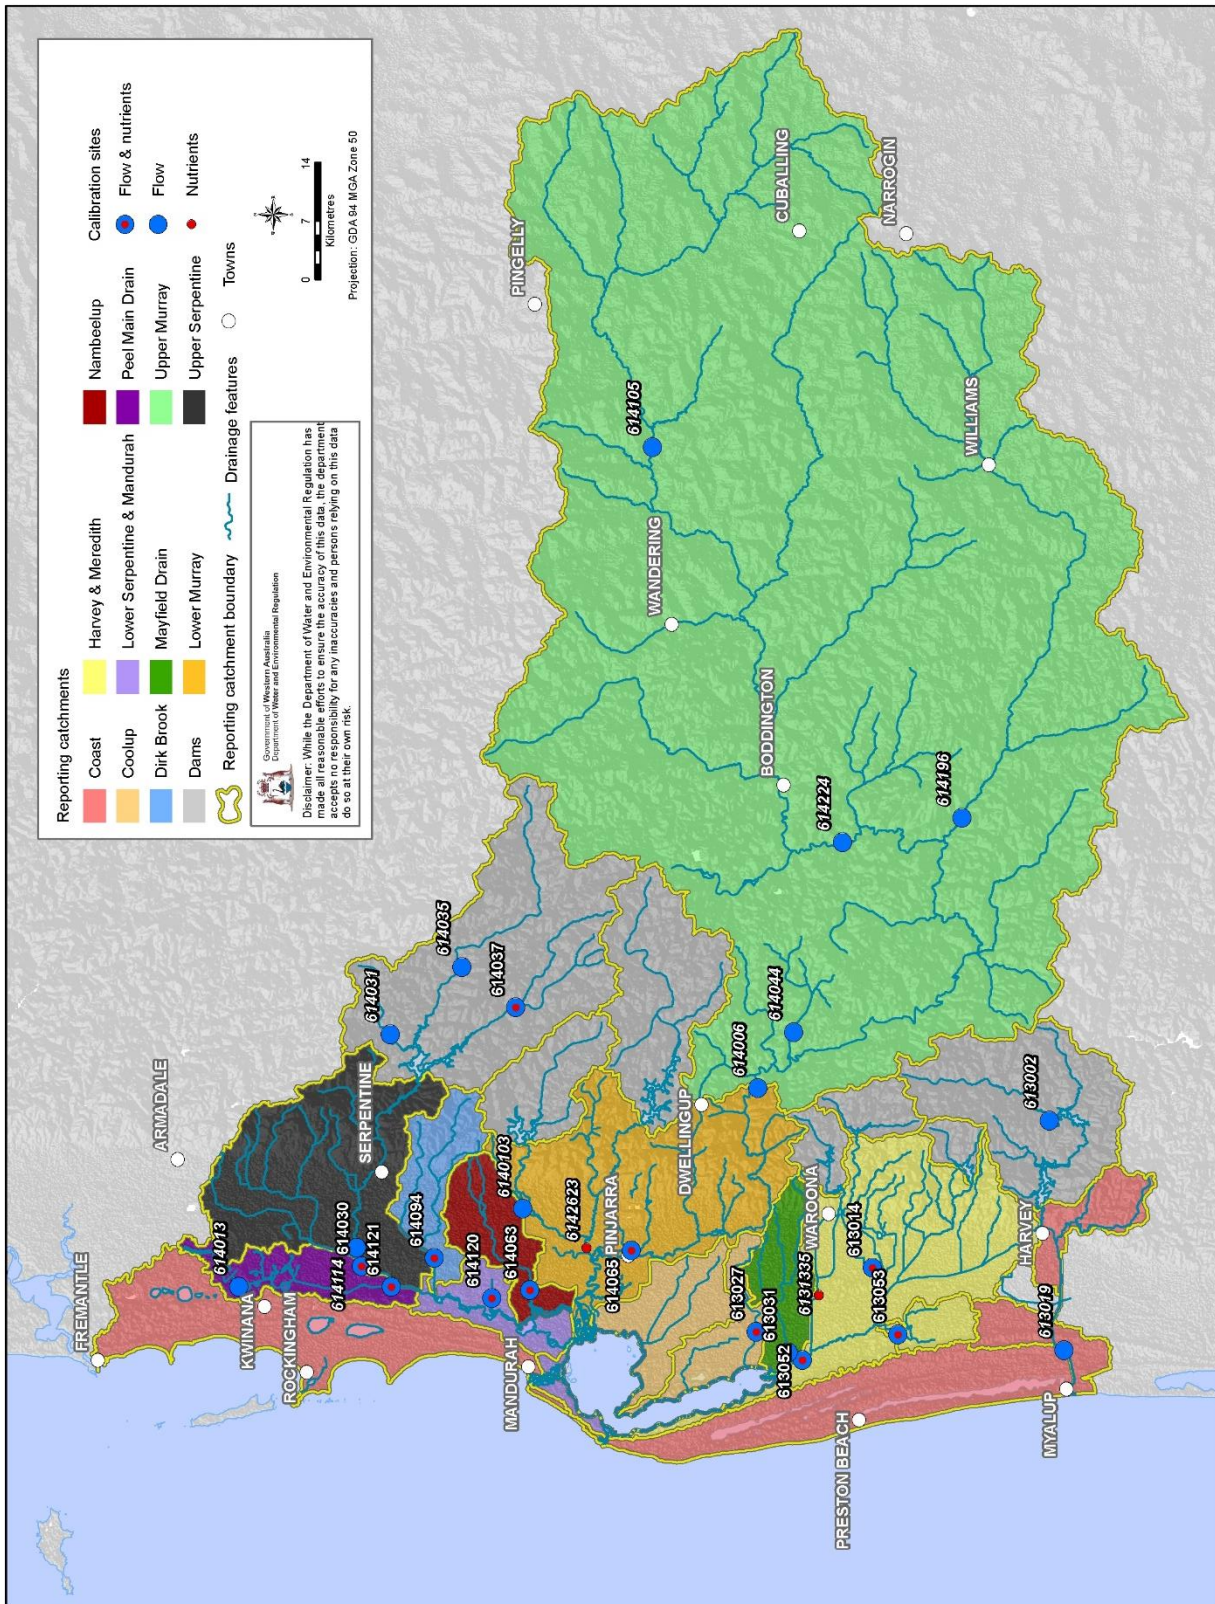 Reporting catchments
Coast
Coolup
Dirk Brook
Dams
Harvey & Meredith
Lower Serpentine & Mandurah
Mayfield Drain
Lower Murray
Nambeelup
Peel Main Drain
Upper Murray
Upper Serpentine
Calibration sites
Flow & nutrients
Flow
Nutrients
Reporting catchment boundary
Drainage features
Towns
Government of Western Australia
Department of Water and Environmental Regulation
Disclaimer: While the Department of Water and Environmental Regulation has
made all reasonable efforts to ensure the accuracy of this data, the department
accepts no responsibility for any inaccuracies and persons relying on this data
do so at their own risk.
0 7 14
Kilometres
Projection: GDA 94 MGA Zone 50
FREMANTLE
ARMADALE
KWINANA
614013
ROCKINGHAM
614030
614114
614121
SERPENTINE
614031
614035
614037
614094
614120
614063
6140103
MANDURAH
6142623
614065
PINJARRA
DWELLINGUP
614006
614044
613027
613031
613052
6131335
WAROONA
613014
613053
PRESTON BEACH
HARVEY
613002
613019
MYALUP
PINGELLY
614105
WANDERING
BODDINGTON
614224
614196
CUBALLING
NARROGIN
WILLIAMS